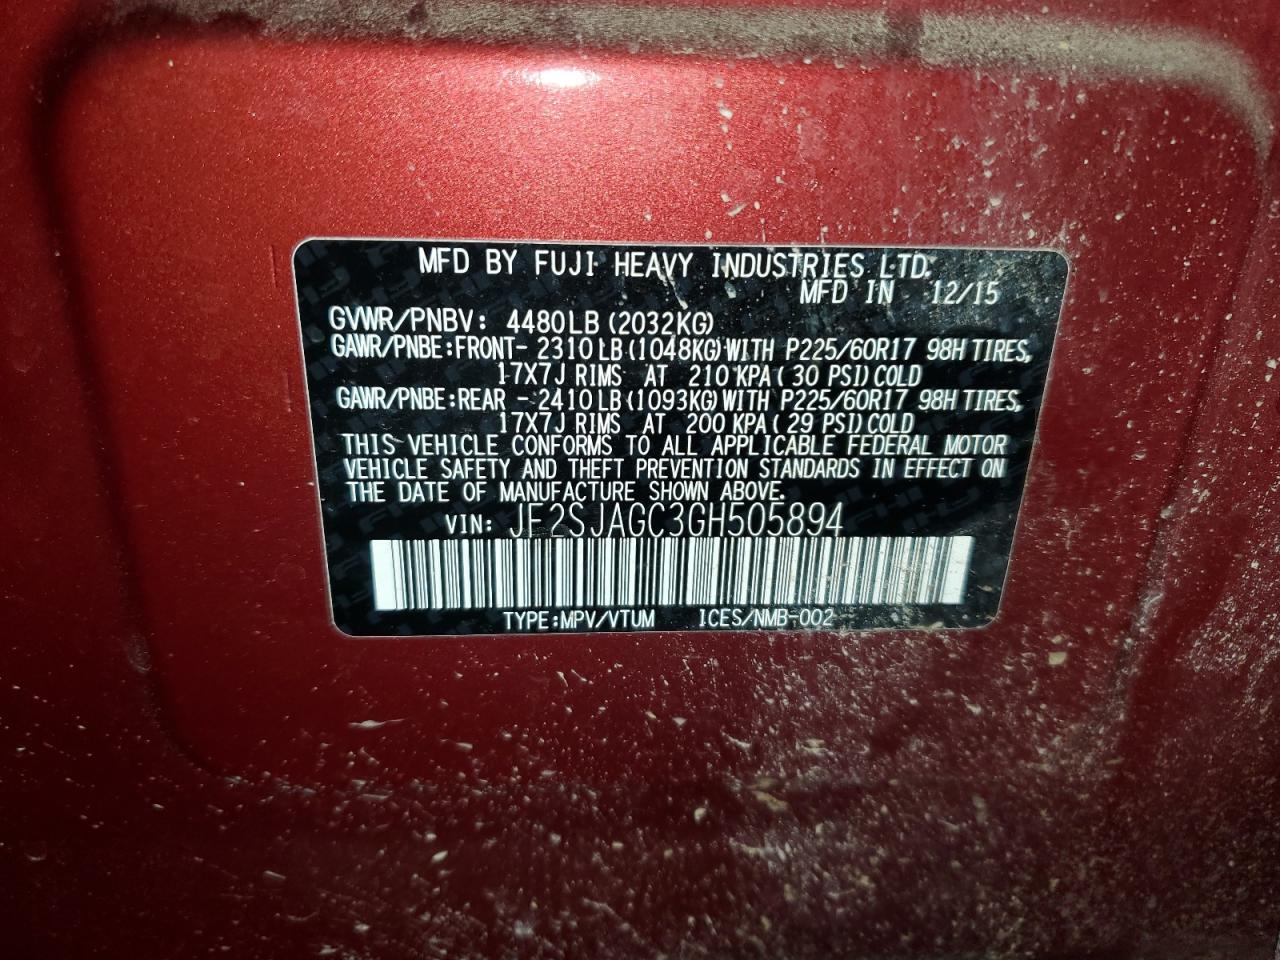 MFD BY FUJI HEAVY INDUSTRIES LTD.
MFD IN 12/15
GVWR/PNBV: 4480LB (2032KG)
GAWR/PNBE:FRONT- 2310 LB (1048KG) WITH P225/60R17 98H TIRES,
17X7J RIMS AT 210 KPA (30 PSI) COLD
GAWR/PNBE:REAR - 2410 LB (1093KG) WITH P225/60R17 98H TIRES,
17X7J RIMS AT 200 KPA (29 PSI) COLD
THIS VEHICLE CONFORMS TO ALL APPLICABLE FEDERAL MOTOR
VEHICLE SAFETY AND THEFT PREVENTION STANDARDS IN EFFECT ON
THE DATE OF MANUFACTURE SHOWN ABOVE.
VIN: JF2SJAGC3GH505894
TYPE:MPV/VTUM ICES/NMB-002